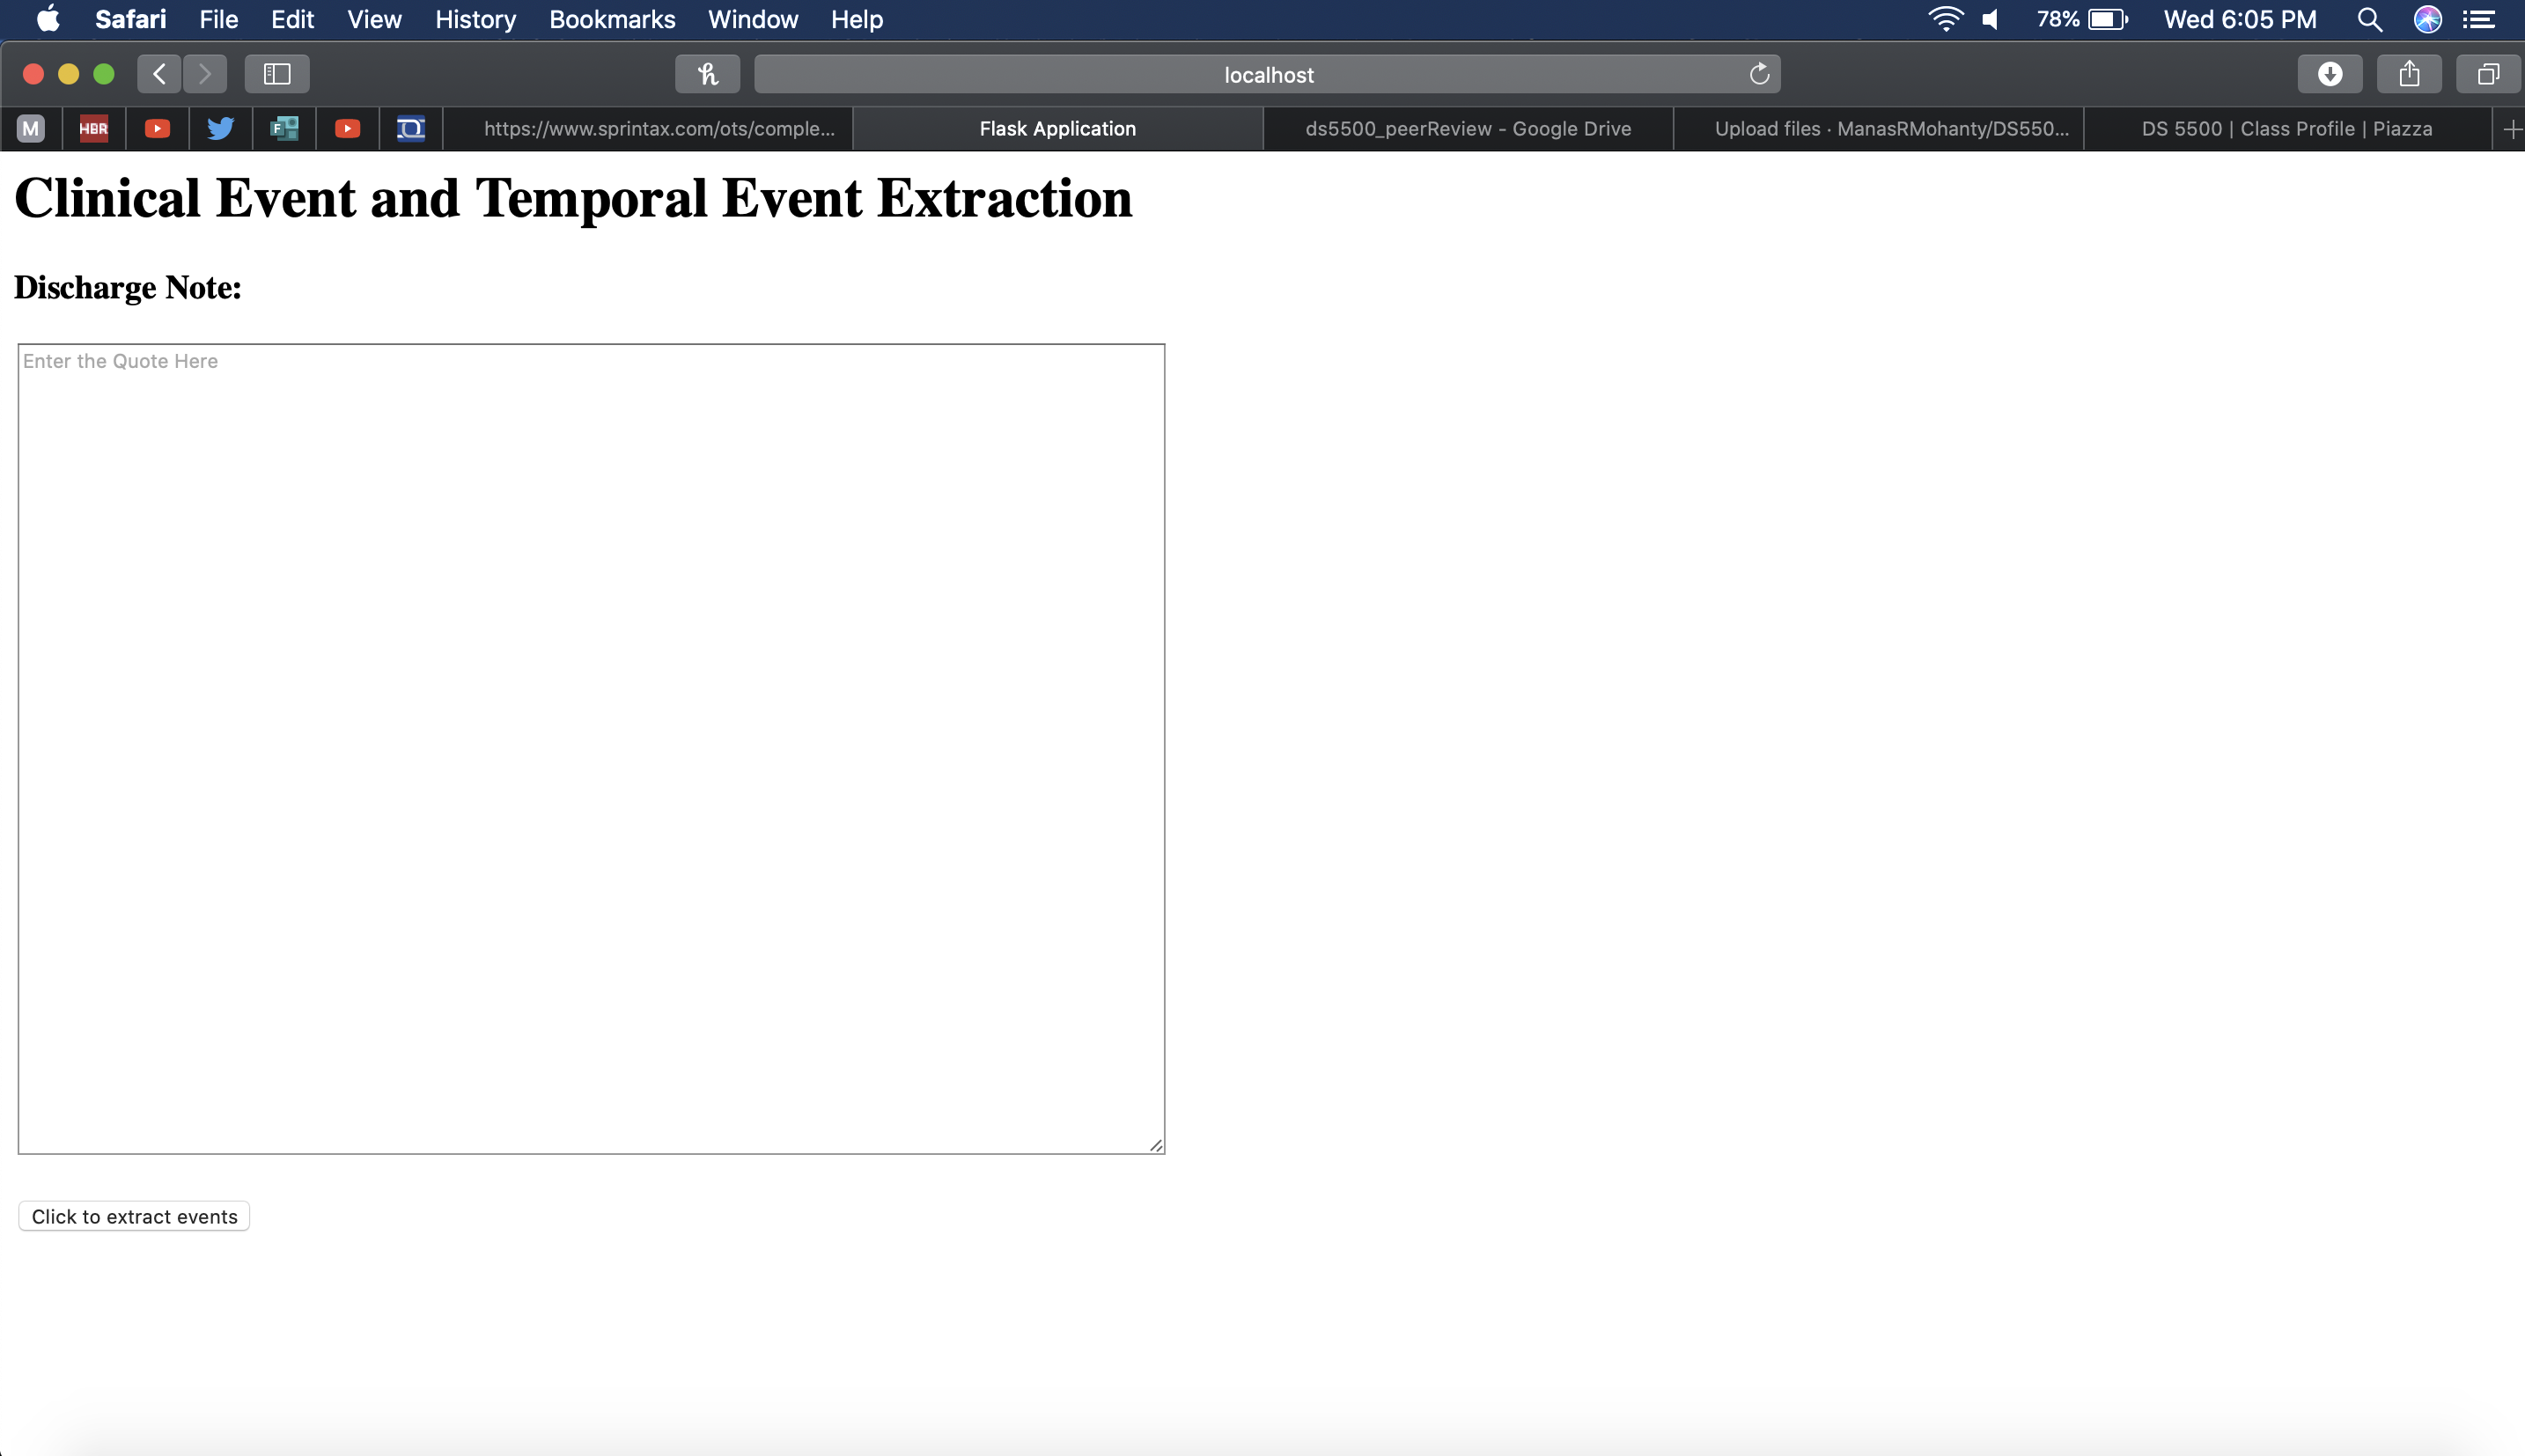 Safari File Edit View History Bookmarks Window Help 78% Wed 6:05 PM
h localhost
M HBR F https://www.sprintax.com/ots/comple... Flask Application ds5500_peerReview - Google Drive Upload files · ManasRMohanty/DS550... DS 5500 | Class Profile | Piazza
Clinical Event and Temporal Event Extraction
Discharge Note:
Enter the Quote Here
Click to extract events